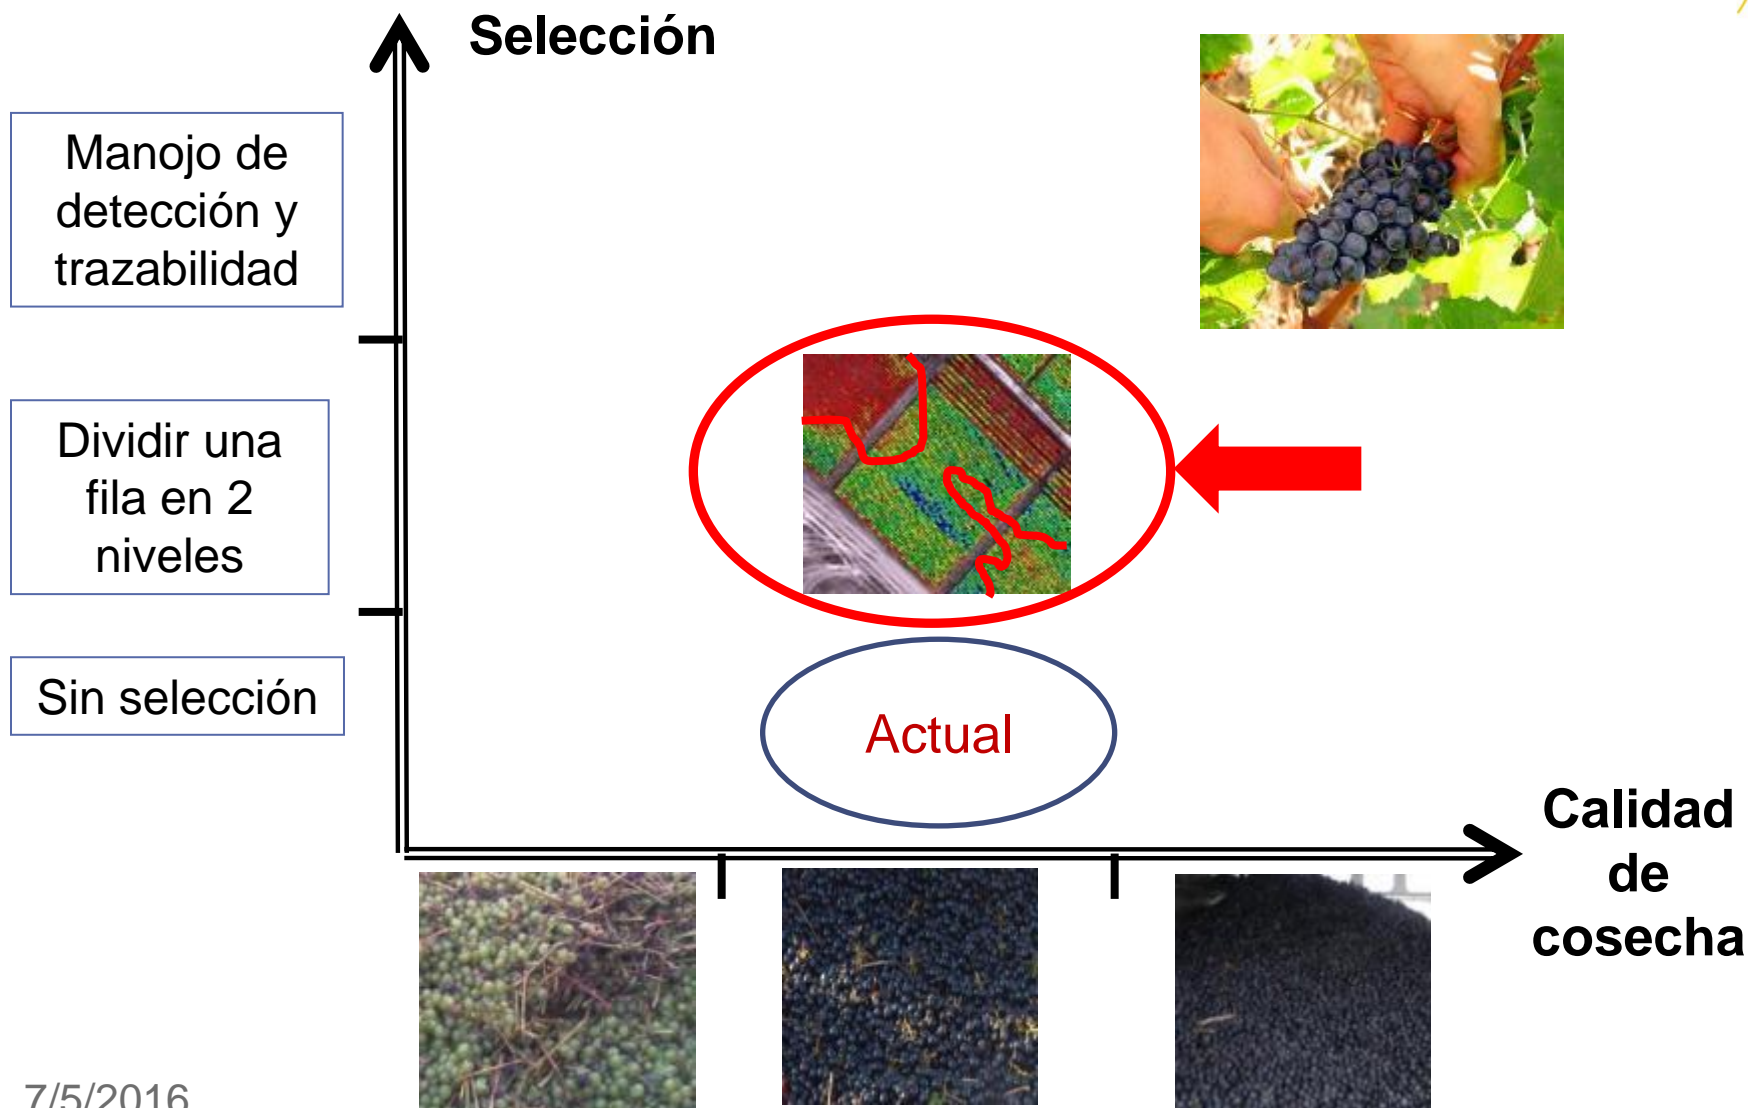 Selección
Manojo de
detección y
trazabilidad
Dividir una
fila en 2
niveles
Sin selección
Actual
Calidad
de
cosecha
7/5/2016